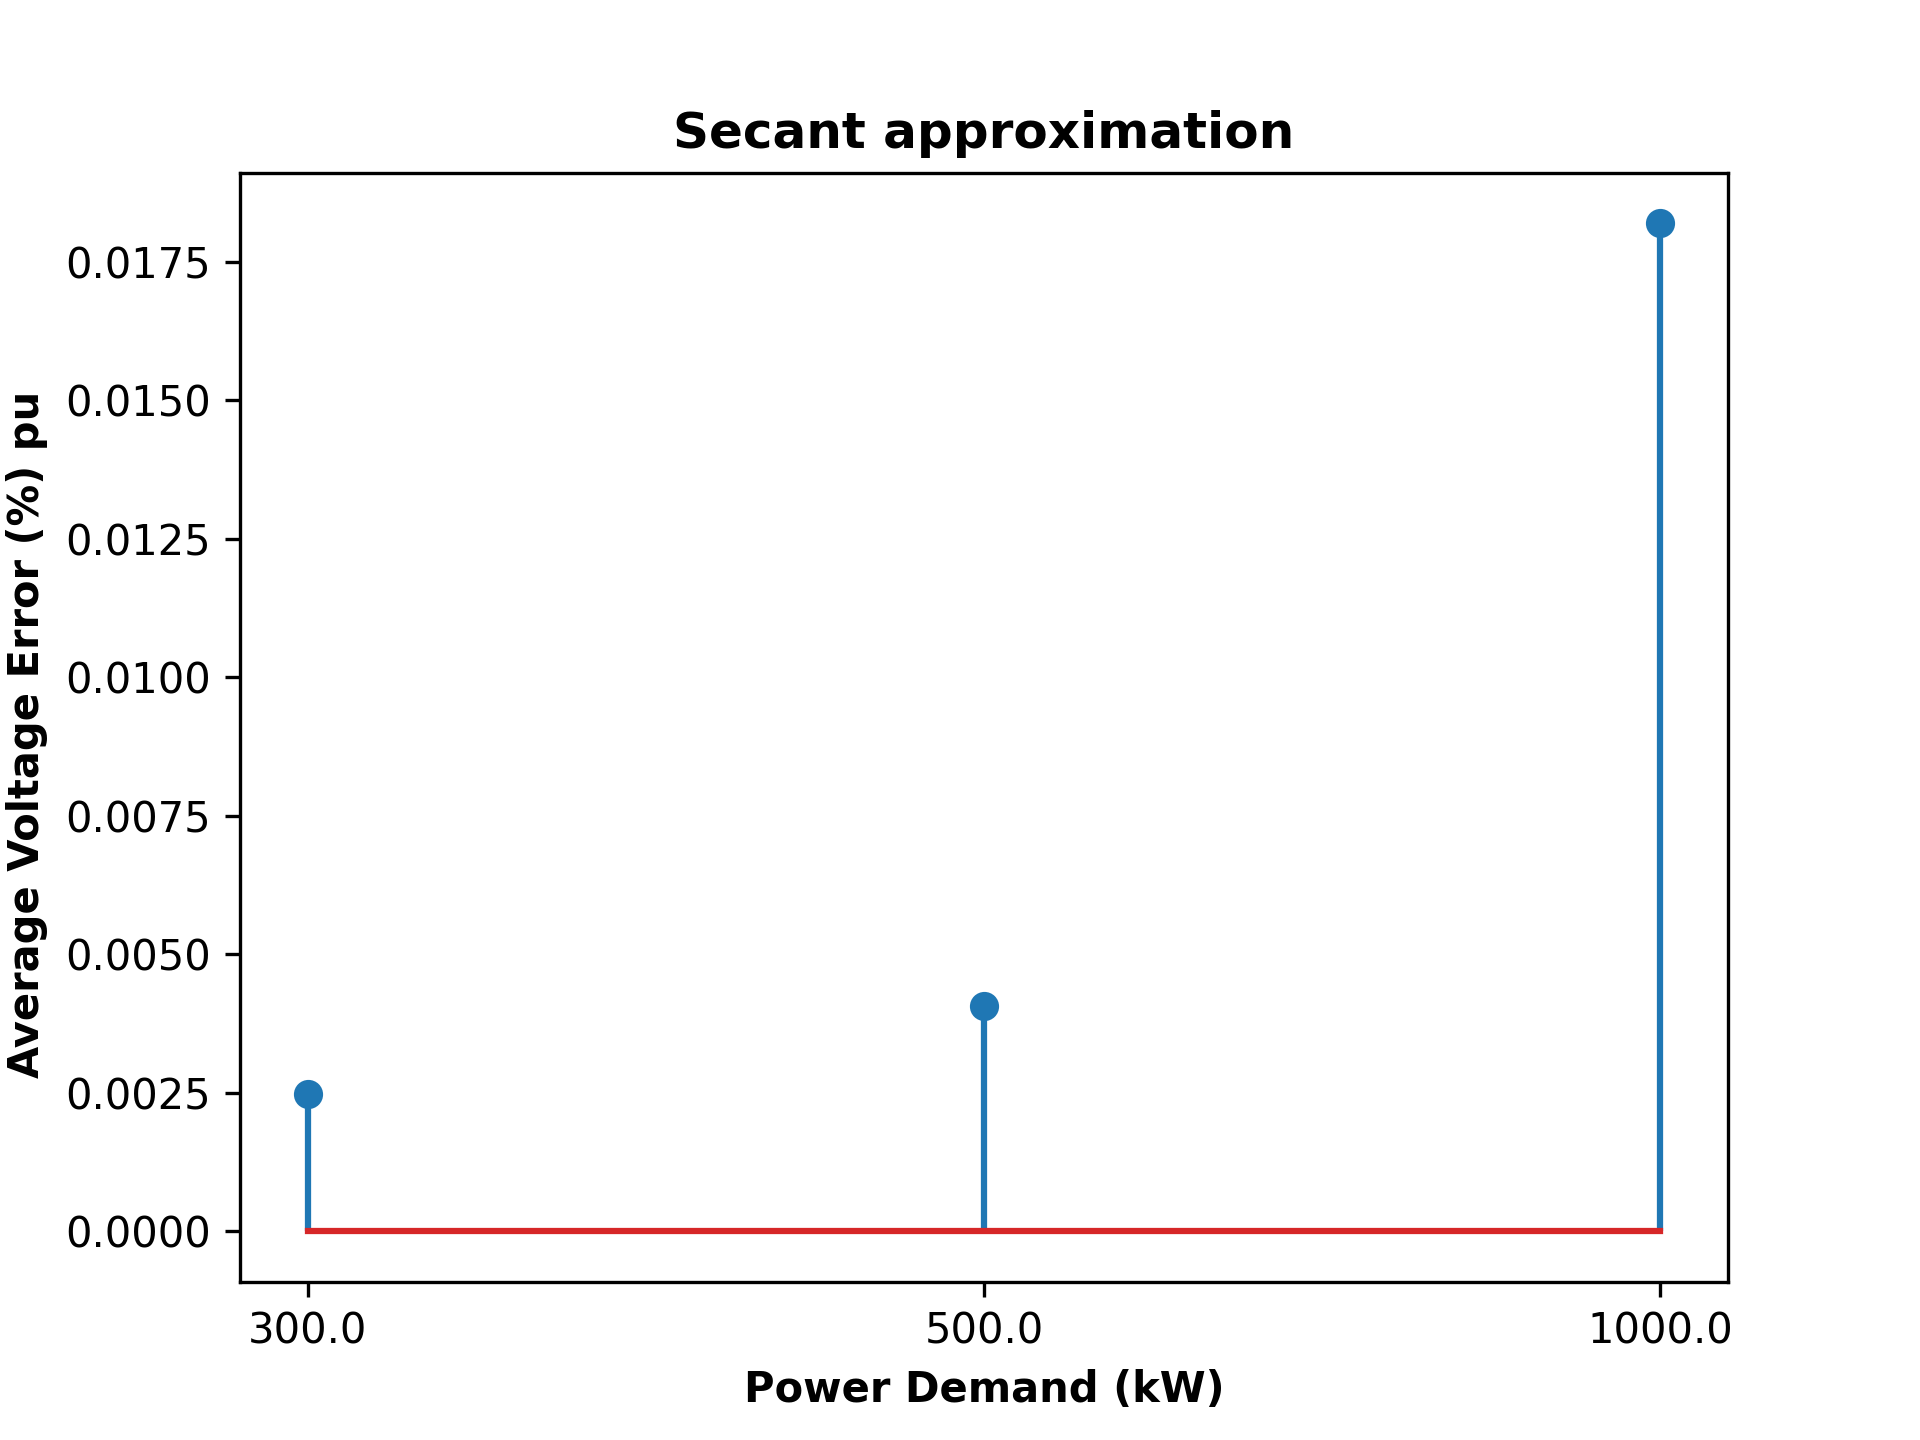 Secant approximation
Average Voltage Error (%) pu
0.0175
0.0150
0.0125
0.0100
0.0075
0.0050
0.0025
0.0000
300.0 500.0 1000.0
Power Demand (kW)